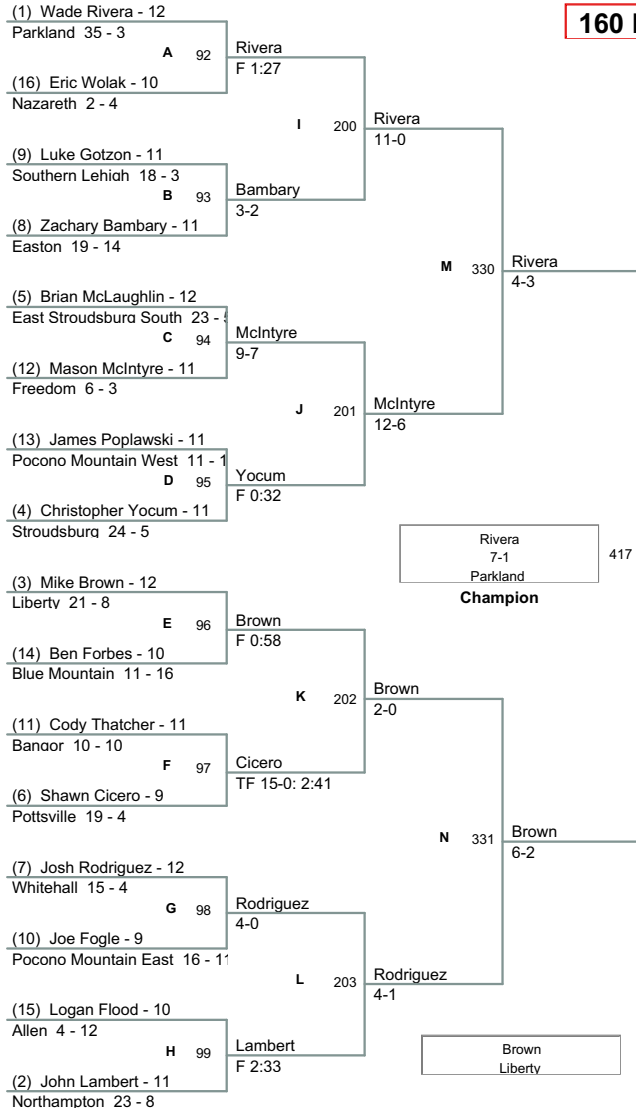 160
(1) Wade Rivera - 12
Parkland 35 - 3
A 92
Rivera
F 1:27
(16) Eric Wolak - 10
Nazareth 2 - 4
I 200
Rivera
11-0
(9) Luke Gotzon - 11
Southern Lehigh 18 - 3
B 93
Bambary
3-2
(8) Zachary Bambary - 11
Easton 19 - 14
M 330
Rivera
4-3
(5) Brian McLaughlin - 12
East Stroudsburg South 23 -
C 94
McIntyre
9-7
(12) Mason McIntyre - 11
Freedom 6 - 3
J 201
McIntyre
12-6
(13) James Poplawski - 11
Pocono Mountain West 11 - 1
D 95
Yocum
F 0:32
(4) Christopher Yocum - 11
Stroudsburg 24 - 5
Rivera
7-1
Parkland
417
Champion
(3) Mike Brown - 12
Liberty 21 - 8
E 96
Brown
F 0:58
(14) Ben Forbes - 10
Blue Mountain 11 - 16
K 202
Brown
2-0
(11) Cody Thatcher - 11
Bangor 10 - 10
F 97
Cicero
TF 15-0: 2:41
(6) Shawn Cicero - 9
Pottsville 19 - 4
N 331
Brown
6-2
(7) Josh Rodriguez - 12
Whitehall 15 - 4
G 98
Rodriguez
4-0
(10) Joe Fogle - 9
Pocono Mountain East 16 - 11
L 203
Rodriguez
4-1
(15) Logan Flood - 10
Allen 4 - 12
H 99
Lambert
F 2:33
(2) John Lambert - 11
Northampton 23 - 8
Brown
Liberty